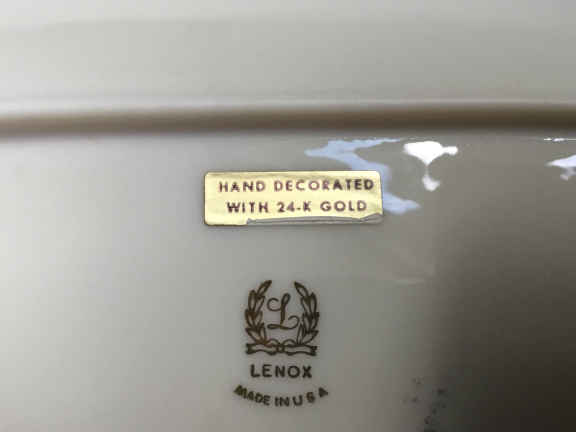 HAND DECORATED
WITH 24-K GOLD
L
LENOX
MADE IN U S A